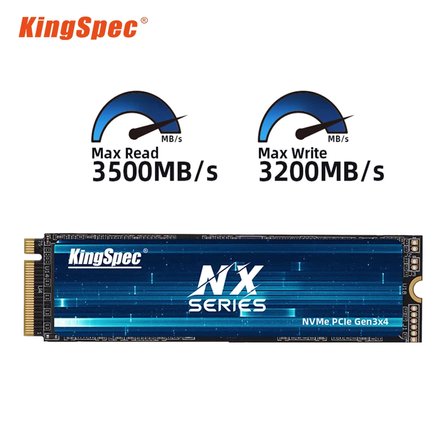 KingSpec®
MB/s
Max Read
3500MB/s
MB/s
Max Write
3200MB/s
KingSpec®
NX
SERIES
NVMe PCIe Gen3x4